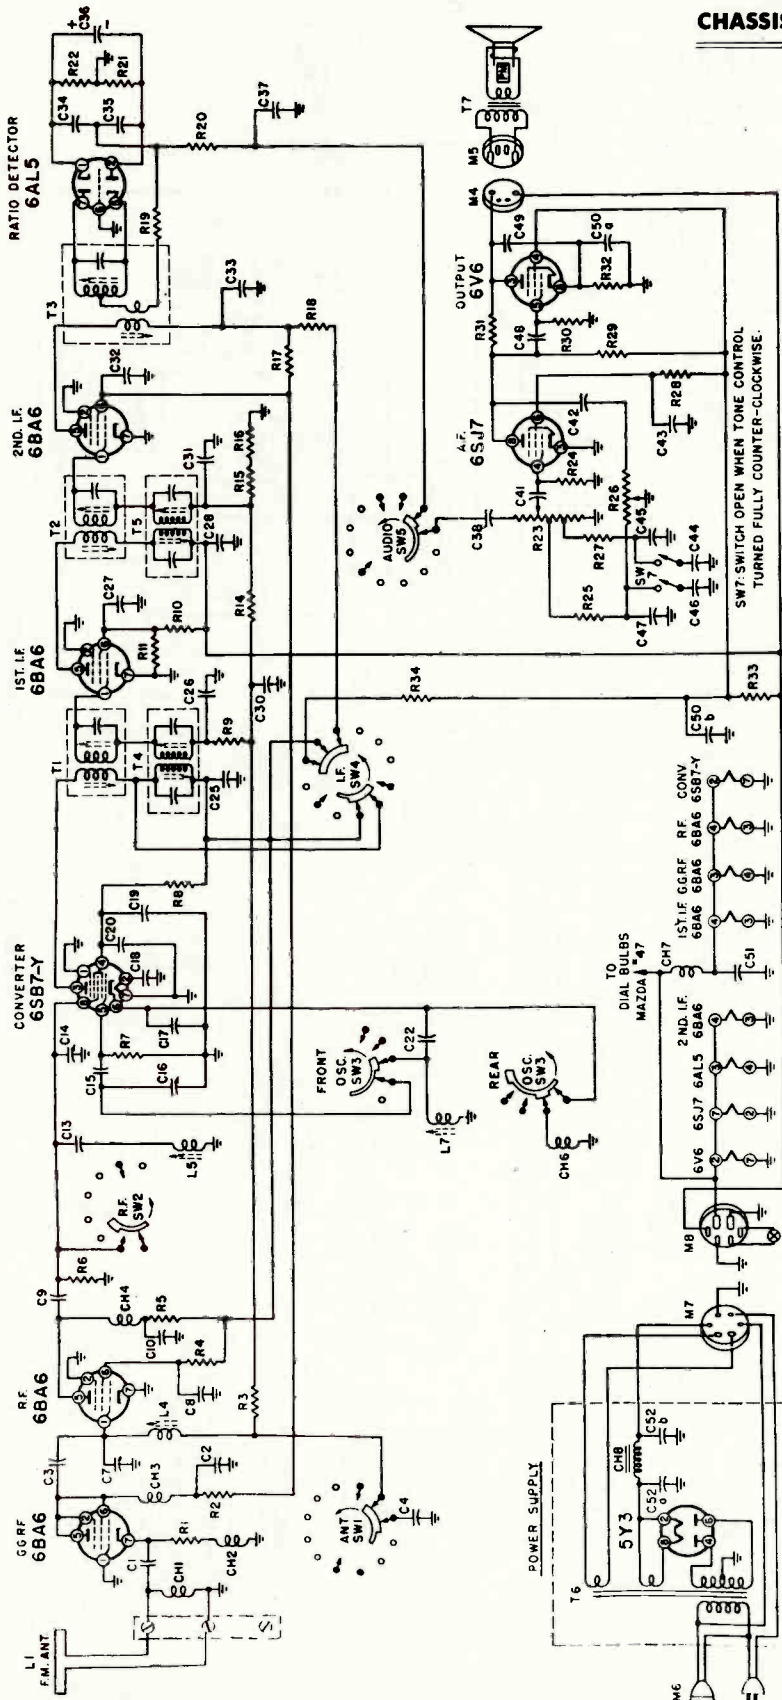 CHASSIS
L1
F.M. ANT
G.G.R.F.
6BA6
R.F.
6BA6
CONVERTER
6SB7-Y
1ST. I.F.
6BA6
2ND. I.F.
6BA6
RATIO DETECTOR
6AL5
C36
R22
R21
C34
C35
R20
C37
R19
T3
C33
R18
R17
C32
T2
T5
C31
R16
R15
C28
C27
R10
R11
R14
T1
T4
C26
R9
C30
C25
R8
C19
C20
C18
C14
R7
C17
C15
C16
C22
C13
L5
R.F.
SW2
R6
C9
CH4
R5
C10
R4
C8
L4
R3
C3
C7
CH3
C2
R2
C1
R1
CH1
CH2
ANT
SW1
C4
FRONT
OSC.
SW3
L7
REAR
OSC.
SW3
CH6
I.F.
SW4
R34
AUDIO
SW5
C38
R23
C41
R24
A.F.
6SJ7
R26
C42
C43
R28
R27
C45
R25
SW
7
C44
C46
C47
R31
C48
R30
R29
OUTPUT
6V6
C49
C50
a
R32
M4
M5
T7
PM
SW7: SWITCH OPEN WHEN TONE CONTROL
TURNED FULLY COUNTER-CLOCKWISE.
R33
C50
b
TO
DIAL BULBS
MAZDA #47
CH7
C51
6V6
6SJ7
6AL5
2ND. I.F.
6BA6
1ST. I.F.
6BA6
G.G.R.F.
6BA6
R.F.
6BA6
CONV.
6SB7-Y
M8
M7
POWER SUPPLY
T6
5Y3
C52
a
CH8
C52
b
M6